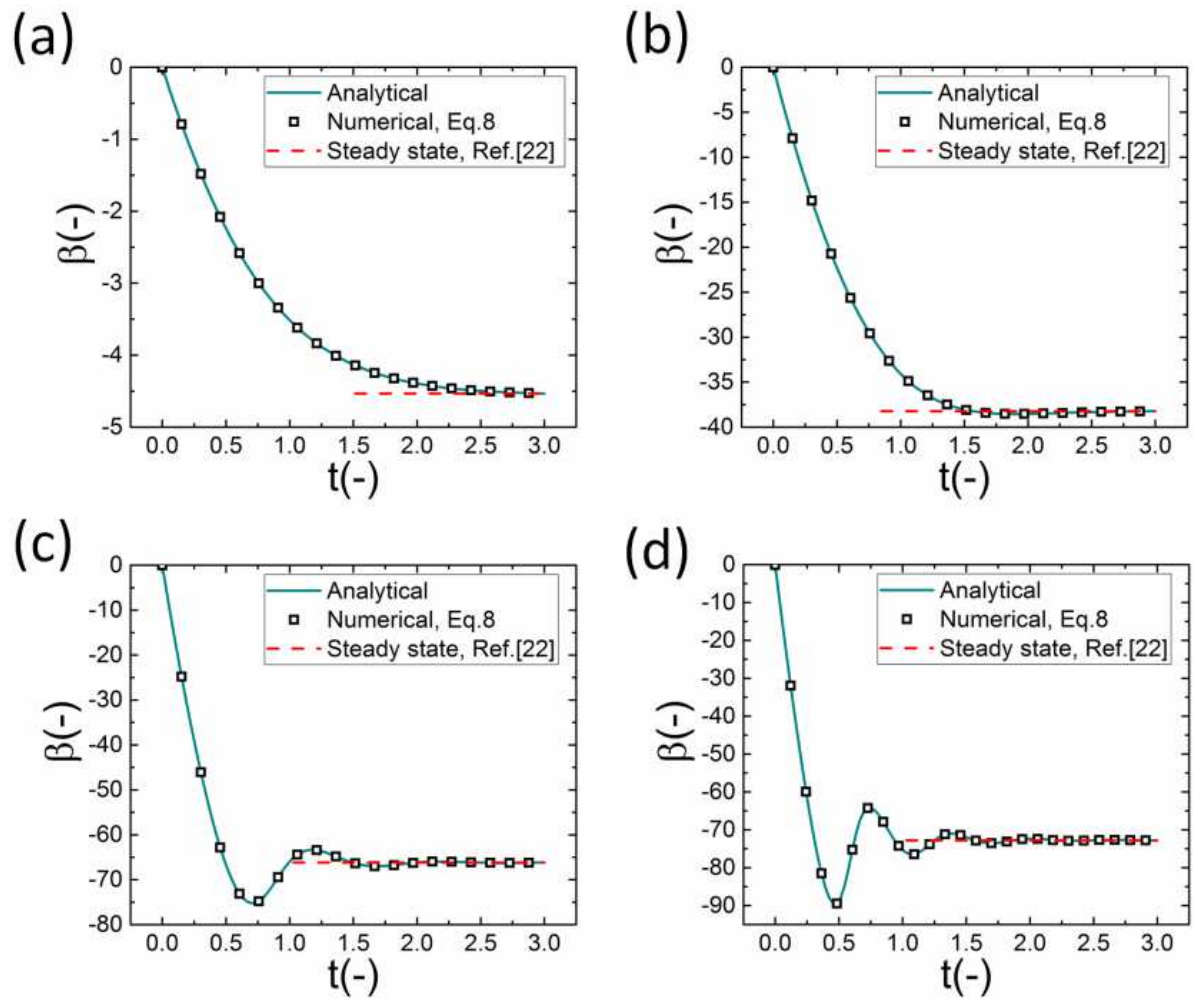 (a)
0
-1
-2
-3
-4
-5
β(-)
Analytical
Numerical, Eq.8
Steady state, Ref.[22]
0.0 0.5 1.0 1.5 2.0 2.5 3.0
t(-)
(b)
0
-5
-10
-15
-20
-25
-30
-35
-40
β(-)
Analytical
Numerical, Eq.8
Steady state, Ref.[22]
0.0 0.5 1.0 1.5 2.0 2.5 3.0
t(-)
(c)
0
-10
-20
-30
-40
-50
-60
-70
-80
β(-)
Analytical
Numerical, Eq.8
Steady state, Ref.[22]
0.0 0.5 1.0 1.5 2.0 2.5 3.0
t(-)
(d)
0
-10
-20
-30
-40
-50
-60
-70
-80
-90
β(-)
Analytical
Numerical, Eq.8
Steady state, Ref.[22]
0.0 0.5 1.0 1.5 2.0 2.5 3.0
t(-)